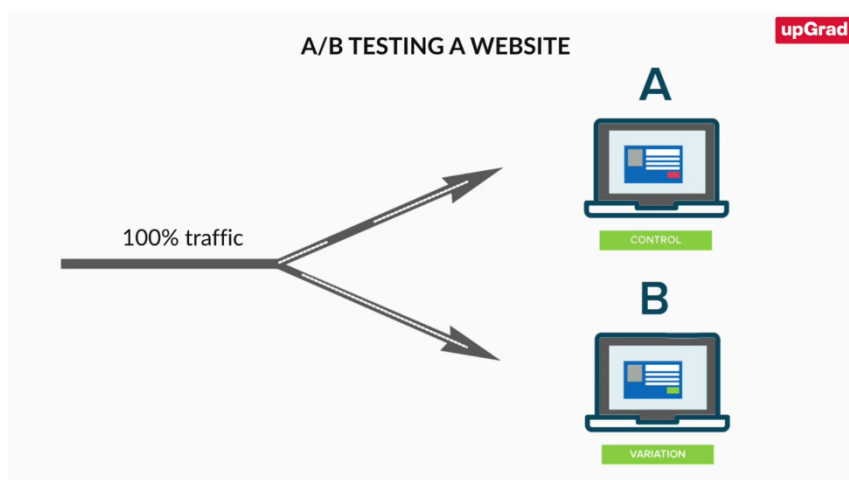 upGrad
A/B TESTING A WEBSITE
A
100% traffic
CONTROL
B
VARIATION